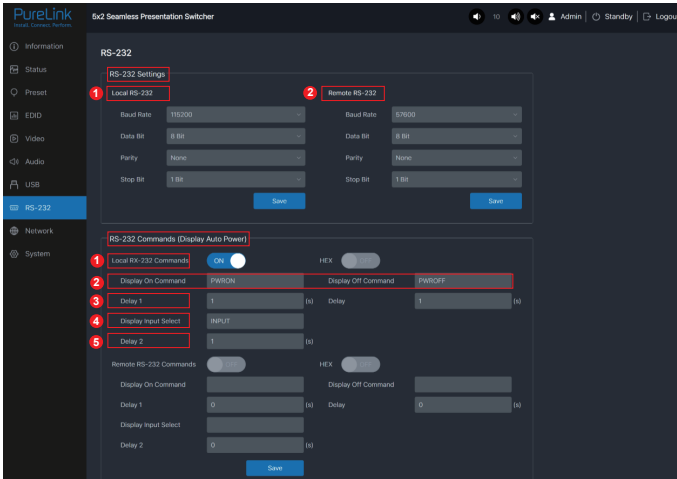 PureLink
Install. Connect. Perform.
5x2 Seamless Presentation Switcher
10
Admin
Standby
Logou
Information
Status
Preset
EDID
Video
Audio
USB
RS-232
Network
System
RS-232
RS-232 Settings
1 Local RS-232
2 Remote RS-232
Baud Rate 115200
Baud Rate 57600
Data Bit 8 Bit
Data Bit 8 Bit
Parity None
Parity None
Stop Bit 1 Bit
Stop Bit 1 Bit
Save
Save
RS-232 Commands (Display Auto Power)
1 Local RX-232 Commands ON HEX OFF
2 Display On Command PWRON Display Off Command PWROFF
3 Delay 1 1 (s) Delay 1 (s)
4 Display Input Select INPUT
5 Delay 2 1 (s)
Remote RS-232 Commands OFF HEX OFF
Display On Command Display Off Command
Delay 1 0 (s) Delay 0 (s)
Display Input Select
Delay 2 0 (s)
Save